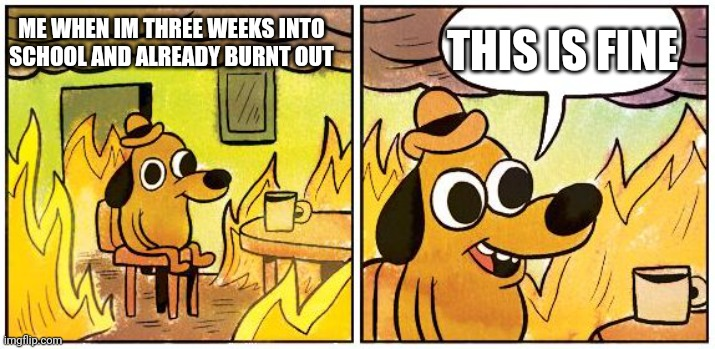 ME WHEN IM THREE WEEKS INTO
SCHOOL AND ALREADY BURNT OUT
THIS IS FINE
imgflip.com